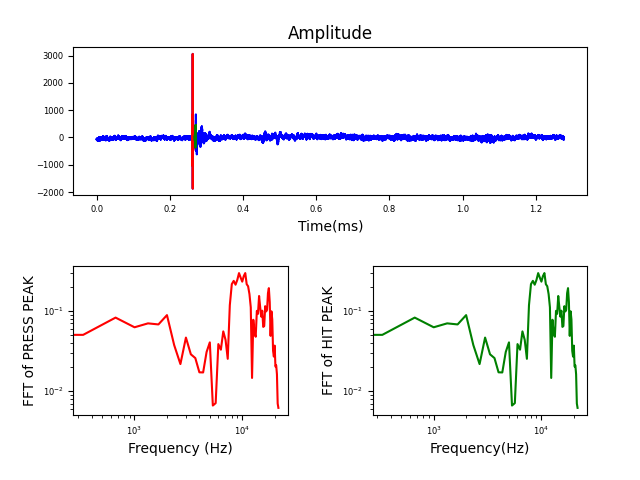 Amplitude
3000
2000
1000
0
−1000
−2000
0.0 0.2 0.4 0.6 0.8 1.0 1.2
Time(ms)
FFT of PRESS PEAK
10⁻¹
10⁻²
10³ 10⁴
Frequency (Hz)
FFT of HIT PEAK
10⁻¹
10⁻²
10³ 10⁴
Frequency(Hz)